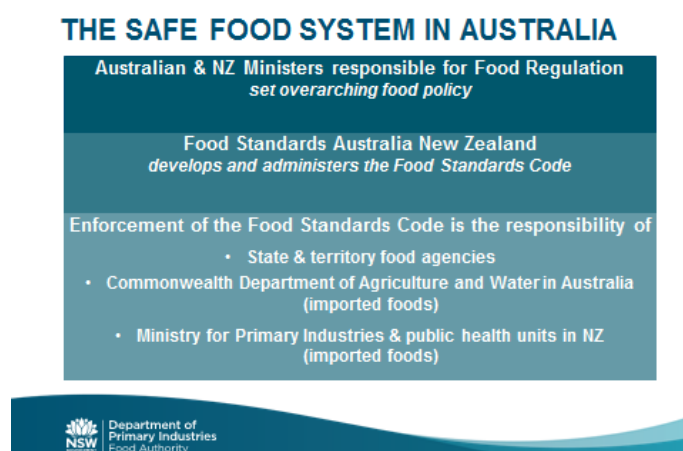 THE SAFE FOOD SYSTEM IN AUSTRALIA
Australian & NZ Ministers responsible for Food Regulation
set overarching food policy
Food Standards Australia New Zealand
develops and administers the Food Standards Code
Enforcement of the Food Standards Code is the responsibility of
• State & territory food agencies
• Commonwealth Department of Agriculture and Water in Australia
(imported foods)
• Ministry for Primary Industries & public health units in NZ
(imported foods)
NSW
Department of
Primary Industries
Food Authority